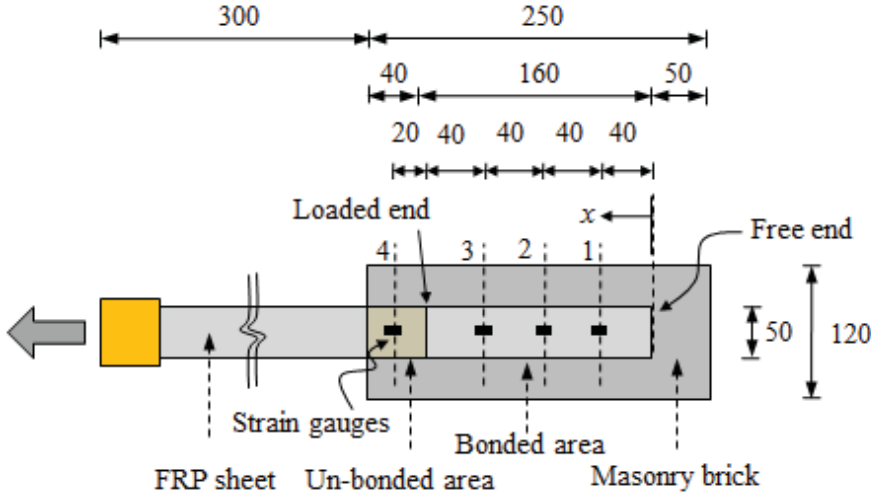 300 250
40 160 50
20 40 40 40 40
Loaded end x Free end
4 3 2 1
50 120
Strain gauges Bonded area
FRP sheet Un-bonded area Masonry brick